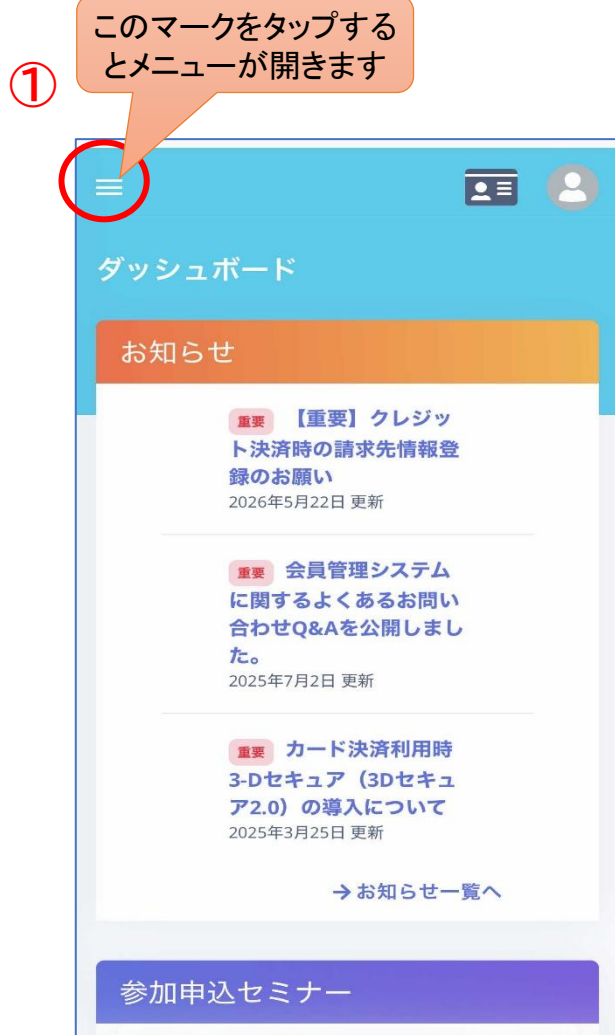 このマークをタップする
とメニューが開きます
①
ダッシュボード
お知らせ
重要 【重要】クレジッ
ト決済時の請求先情報登
録のお願い
2026年5月22日 更新
重要 会員管理システム
に関するよくあるお問い
合わせQ&Aを公開しまし
た。
2025年7月2日 更新
重要 カード決済利用時
3-Dセキュア（3Dセキュ
ア2.0）の導入について
2025年3月25日 更新
→お知らせ一覧へ
参加申込セミナー